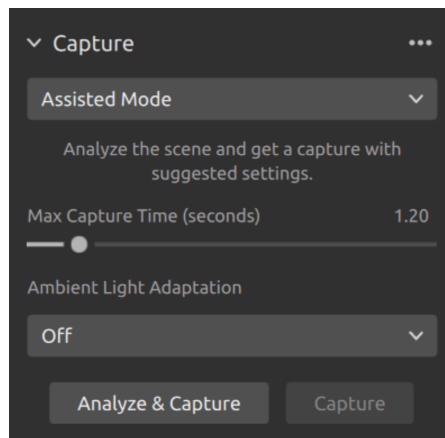 Capture
Assisted Mode
Analyze the scene and get a capture with
suggested settings.
Max Capture Time (seconds) 1.20
Ambient Light Adaptation
Off
Analyze & Capture Capture